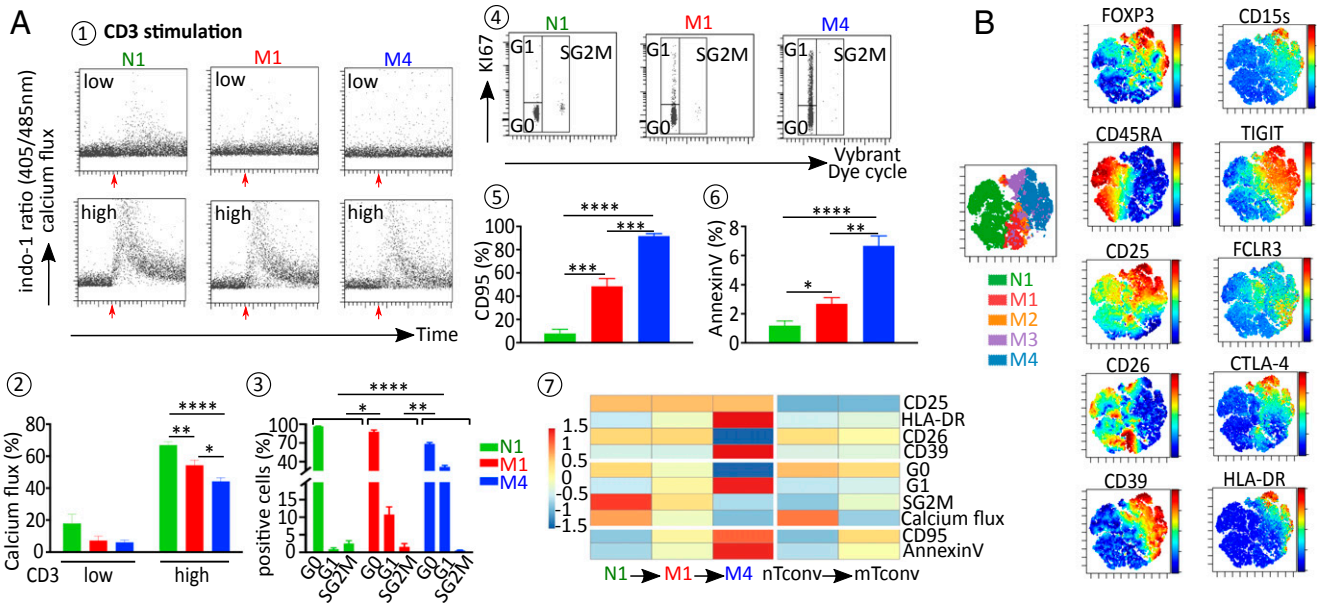 A
① CD3 stimulation
N1 M1 M4
low low low
high high high
indo-1 ratio (405/485nm)
calcium flux
Time
④
N1 M1 M4
KI67
G1 SG2M G1 SG2M G1 SG2M
G0 G0 G0
Vybrant
Dye cycle
⑤
CD95 (%)
100
80
60
40
20
0
**** *** ***
⑥
AnnexinV (%)
8
6
4
2
0
**** ** *
②
Calcium flux (%)
80
60
40
20
0
**** ** *
CD3 low high
③
positive cells (%)
100
70
40
15
10
5
0
**** * **
G0 G1 SG2M G0 G1 SG2M G0 G1 SG2M
N1
M1
M4
⑦
1.5
1
0.5
0
-0.5
-1
-1.5
CD25
HLA-DR
CD26
CD39
G0
G1
SG2M
Calcium flux
CD95
AnnexinV
N1 M1 M4 nTconv mTconv
B
N1
M1
M2
M3
M4
FOXP3 CD15s
CD45RA TIGIT
CD25 FCLR3
CD26 CTLA-4
CD39 HLA-DR